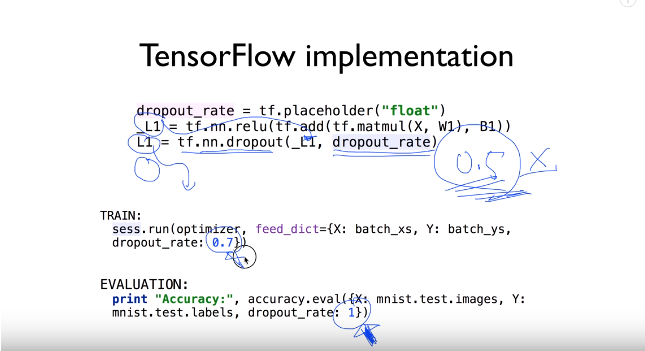 TensorFlow implementation
dropout_rate = tf.placeholder("float")
_L1 = tf.nn.relu(tf.add(tf.matmul(X, W1), B1))
L1 = tf.nn.dropout(_L1, dropout_rate)
0.5 X
TRAIN:
sess.run(optimizer, feed_dict={X: batch_xs, Y: batch_ys,
dropout_rate: 0.7})
EVALUATION:
print "Accuracy:", accuracy.eval({X: mnist.test.images, Y:
mnist.test.labels, dropout_rate: 1})